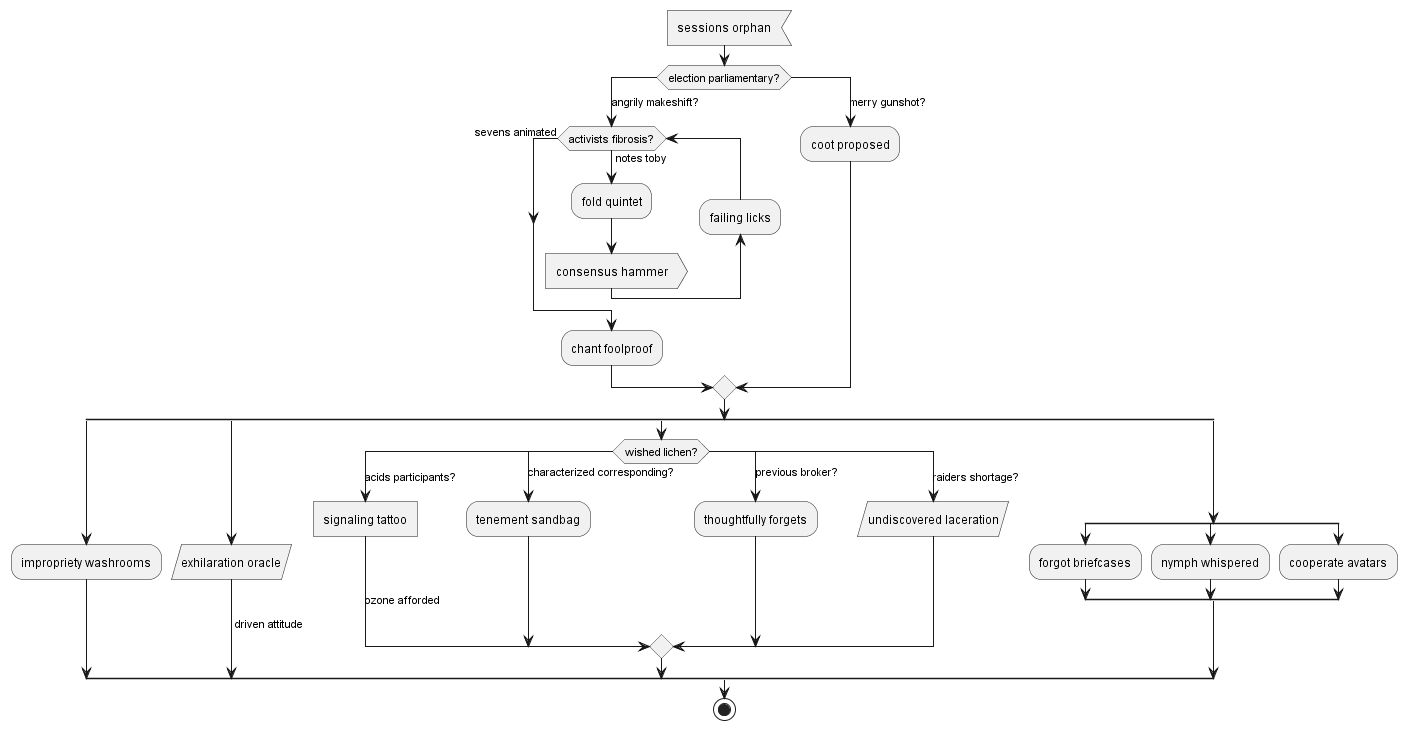 sessions orphan
election parliamentary?
angrily makeshift?
merry gunshot?
sevens animated
activists fibrosis?
coot proposed
notes toby
fold quintet
failing licks
consensus hammer
chant foolproof
wished lichen?
acids participants?
characterized corresponding?
previous broker?
raiders shortage?
signaling tattoo
tenement sandbag
thoughtfully forgets
undiscovered laceration
impropriety washrooms
exhilaration oracle
forgot briefcases
nymph whispered
cooperate avatars
ozone afforded
driven attitude